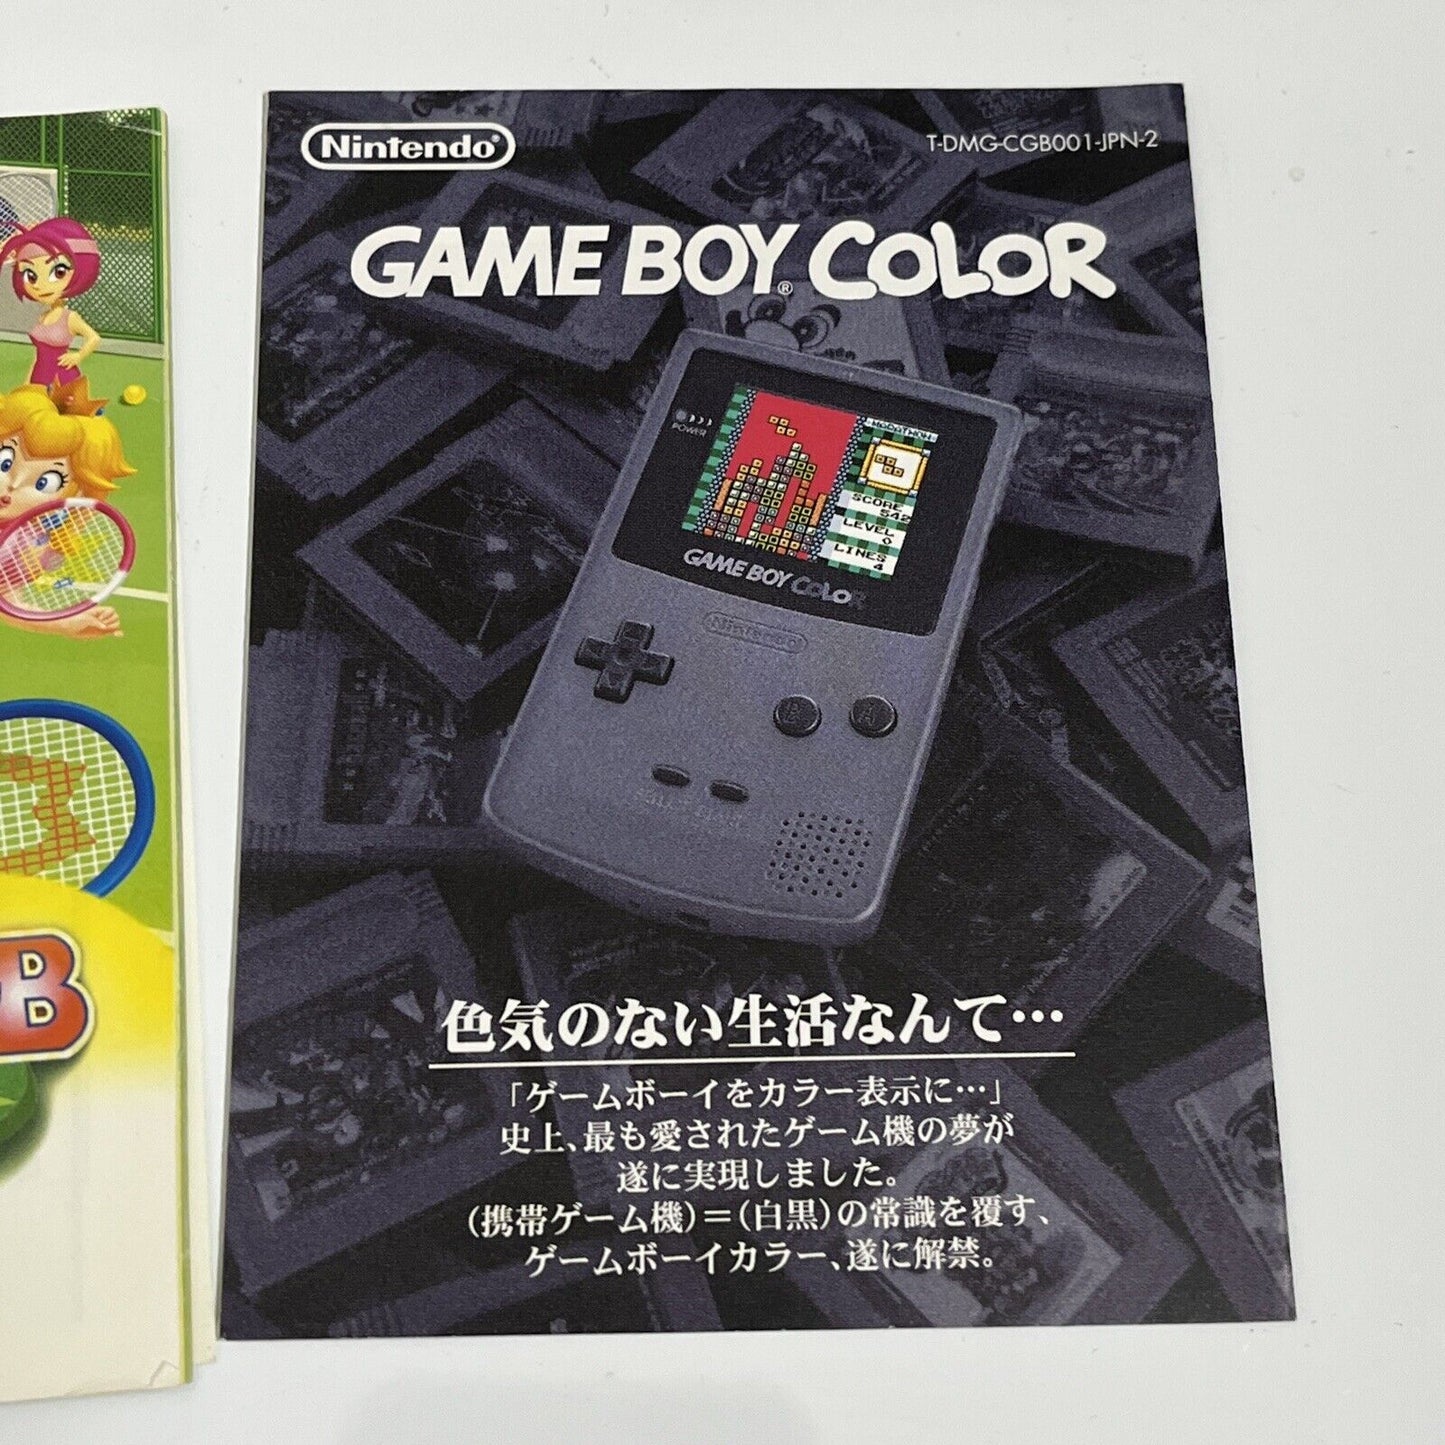 Nintendo®
T-DMG-CGB001-JPN-2
GAME BOY® COLOR
POWER
MARATHON
SCORE
542
LEVEL
0
LINES
4
GAME BOY COLOR
Nintendo
B A
B
色気のない生活なんて…
「ゲームボーイをカラー表示に…」
史上、最も愛されたゲーム機の夢が
遂に実現しました。
(携帯ゲーム機)=(白黒)の常識を覆す、
ゲームボーイカラー、遂に解禁。